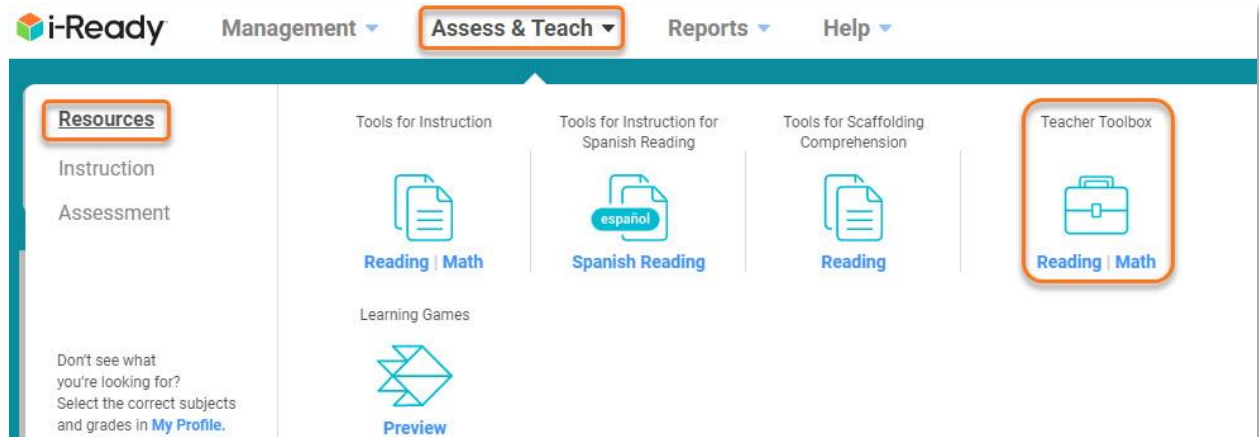 i-Ready
Management
Assess & Teach
Reports
Help
Resources
Instruction
Assessment
Don't see what
you're looking for?
Select the correct subjects
and grades in My Profile.
Tools for Instruction
Reading | Math
Tools for Instruction for
Spanish Reading
español
Spanish Reading
Tools for Scaffolding
Comprehension
Reading
Teacher Toolbox
Reading | Math
Learning Games
Preview